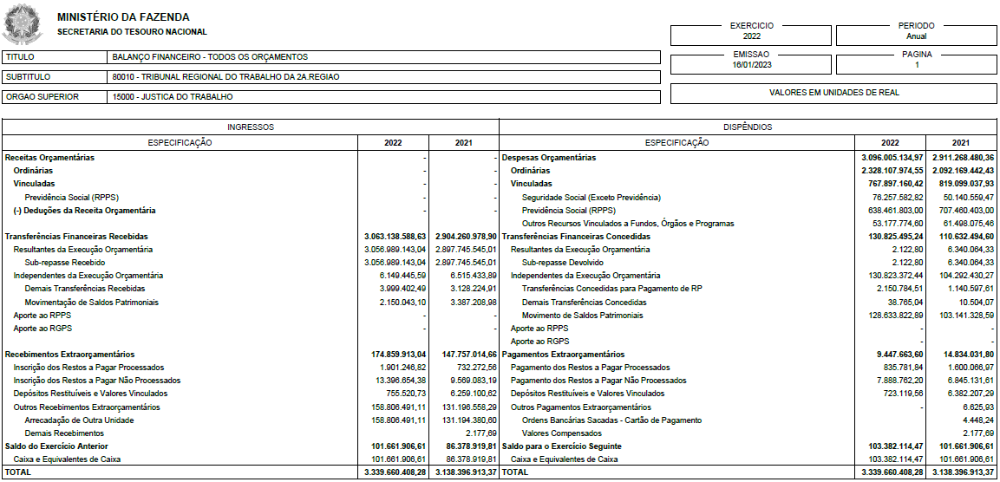 MINISTÉRIO DA FAZENDA
SECRETARIA DO TESOURO NACIONAL
EXERCICIO
2022
PERIODO
Anual
EMISSAO
16/01/2023
PAGINA
1
VALORES EM UNIDADES DE REAL
TITULO BALANÇO FINANCEIRO - TODOS OS ORÇAMENTOS
SUBTITULO 80010 - TRIBUNAL REGIONAL DO TRABALHO DA 2A.REGIAO
ORGAO SUPERIOR 15000 - JUSTICA DO TRABALHO
INGRESSOS DISPÊNDIOS
ESPECIFICAÇÃO 2022 2021 ESPECIFICAÇÃO 2022 2021
Receitas Orçamentárias - - Despesas Orçamentárias 3.096.005.134,97 2.911.268.480,36
Ordinárias - - Ordinárias 2.328.107.974,55 2.092.169.442,43
Vinculadas - - Vinculadas 767.897.160,42 819.099.037,93
Previdência Social (RPPS) - - Seguridade Social (Exceto Previdência) 76.257.582,82 50.140.559,47
(-) Deduções da Receita Orçamentária - - Previdência Social (RPPS) 638.461.803,00 707.460.403,00
Outros Recursos Vinculados a Fundos, Órgãos e Programas 53.177.774,60 61.498.075,46
Transferências Financeiras Recebidas 3.063.138.588,63 2.904.260.978,90 Transferências Financeiras Concedidas 130.825.495,24 110.632.494,60
Resultantes da Execução Orçamentária 3.056.989.143,04 2.897.745.545,01 Resultantes da Execução Orçamentária 2.122,80 6.340.064,33
Sub-repasse Recebido 3.056.989.143,04 2.897.745.545,01 Sub-repasse Devolvido 2.122,80 6.340.064,33
Independentes da Execução Orçamentária 6.149.445,59 6.515.433,89 Independentes da Execução Orçamentária 130.823.372,44 104.292.430,27
Demais Transferências Recebidas 3.999.402,49 3.128.224,91 Transferências Concedidas para Pagamento de RP 2.150.784,51 1.140.597,61
Movimentação de Saldos Patrimoniais 2.150.043,10 3.387.208,98 Demais Transferências Concedidas 38.765,04 10.504,07
Aporte ao RPPS - - Movimento de Saldos Patrimoniais 128.633.822,89 103.141.328,59
Aporte ao RGPS - - Aporte ao RPPS - -
Aporte ao RGPS - -
Recebimentos Extraorçamentários 174.859.913,04 147.757.014,66 Pagamentos Extraorçamentários 9.447.663,60 14.834.031,80
Inscrição dos Restos a Pagar Processados 1.901.246,82 732.272,56 Pagamento dos Restos a Pagar Processados 835.781,84 1.600.066,97
Inscrição dos Restos a Pagar Não Processados 13.396.654,38 9.569.083,19 Pagamento dos Restos a Pagar Não Processados 7.888.762,20 6.845.131,61
Depósitos Restituíveis e Valores Vinculados 755.520,73 6.259.100,62 Depósitos Restituíveis e Valores Vinculados 723.119,56 6.382.207,29
Outros Recebimentos Extraorçamentários 158.806.491,11 131.196.558,29 Outros Pagamentos Extraorçamentários - 6.625,93
Arrecadação de Outra Unidade 158.806.491,11 131.194.380,60 Ordens Bancárias Sacadas - Cartão de Pagamento 4.448,24
Demais Recebimentos 2.177,69 Valores Compensados 2.177,69
Saldo do Exercício Anterior 101.661.906,61 86.378.919,81 Saldo para o Exercício Seguinte 103.382.114,47 101.661.906,61
Caixa e Equivalentes de Caixa 101.661.906,61 86.378.919,81 Caixa e Equivalentes de Caixa 103.382.114,47 101.661.906,61
TOTAL 3.339.660.408,28 3.138.396.913,37 TOTAL 3.339.660.408,28 3.138.396.913,37